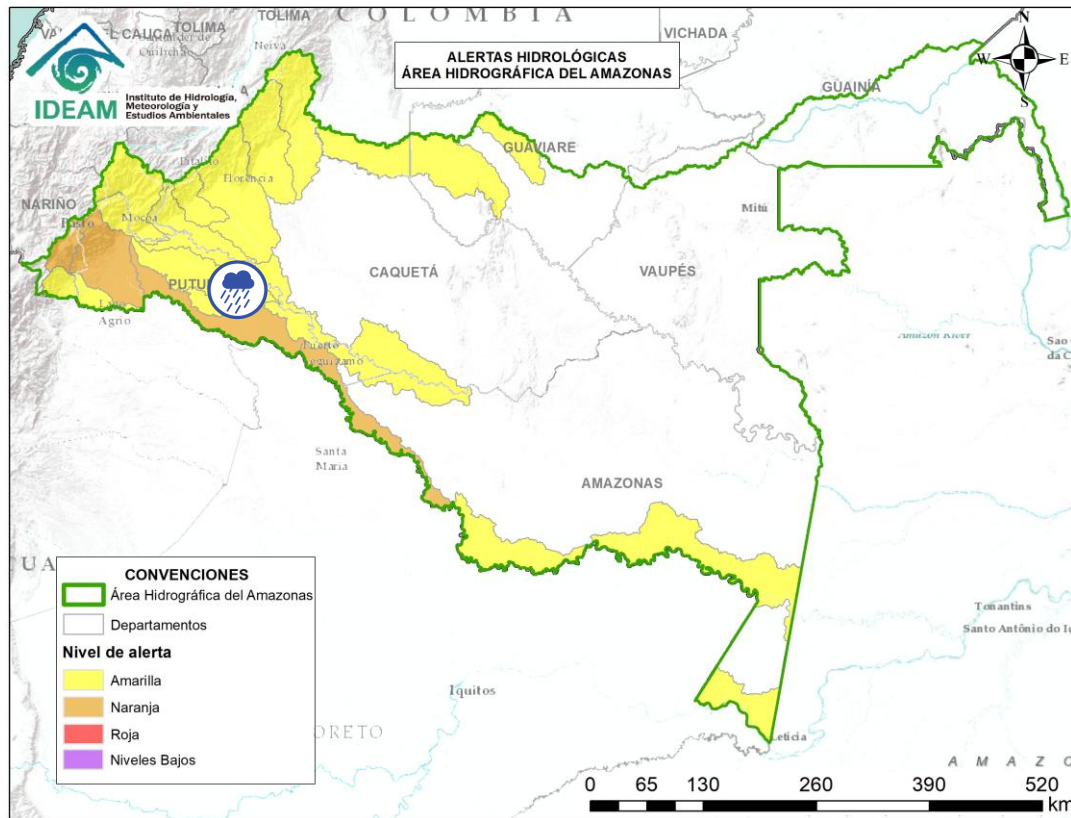 COLOMBIA
TOLIMA
TOLIMA
Neiva
VICHADA
IDEAM
Instituto de Hidrología,
Meteorología y
Estudios Ambientales
ALERTAS HIDROLÓGICAS
ÁREA HIDROGRÁFICA DEL AMAZONAS
N
W
E
S
GUAINÍA
GUAVIARE
Florencia
NARIÑO
Pasto
Mocoa
Mitú
CAQUETÁ
VAUPÉS
PUTU
Lago
Agrio
Puerto
Leguizamo
Amazon River
Santa
Maria
AMAZONAS
CONVENCIONES
Área Hidrográfica del Amazonas
Departamentos
Nivel de alerta
Amarilla
Naranja
Roja
Niveles Bajos
Tonantins
Santo Antônio do I
Iquitos
ORETO
Leticia
AMAZO
0 65 130 260 390 520
km